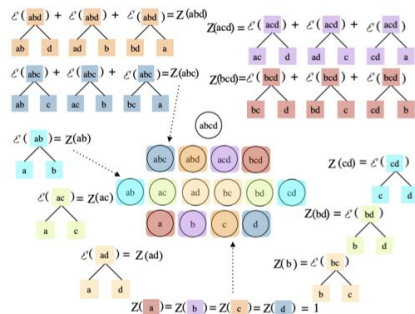 ℰ( abd ) + ℰ( abd ) + ℰ( abd ) = Z(abd)
ab d ad b bd a
ℰ( abc ) + ℰ( abc ) + ℰ( abc ) = Z(abc)
ab c ac b bc a
Z(acd) = ℰ( acd ) + ℰ( acd ) + ℰ( acd )
ac d ad c cd a
Z(bcd) = ℰ( bcd ) + ℰ( bcd ) + ℰ( bcd )
bc d bd c cd b
abcd
abc abd acd bcd
ab ac ad bc bd cd
a b c d
ℰ( ab ) = Z(ab)
a b
ℰ( ac ) = Z(ac)
a c
ℰ( ad ) = Z(ad)
a d
Z(cd) = ℰ( cd )
c d
Z(bd) = ℰ( bd )
b d
Z(b) = ℰ( bc )
b c
Z( a ) = Z( b ) = Z( c ) = Z( d ) = 1